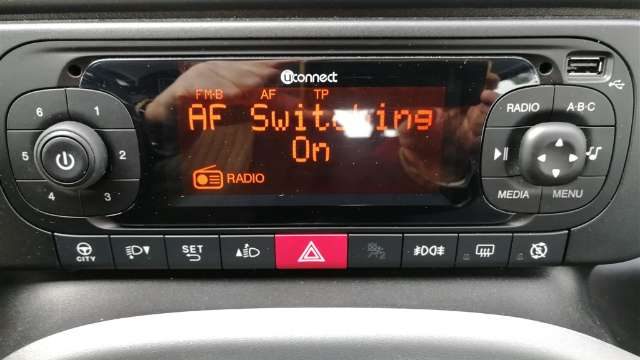 uconnect
FM-B AF TP
AF Switching
On
RADIO
6 1
5 2
4 3
RADIO A·B·C
MEDIA MENU
CITY
SET